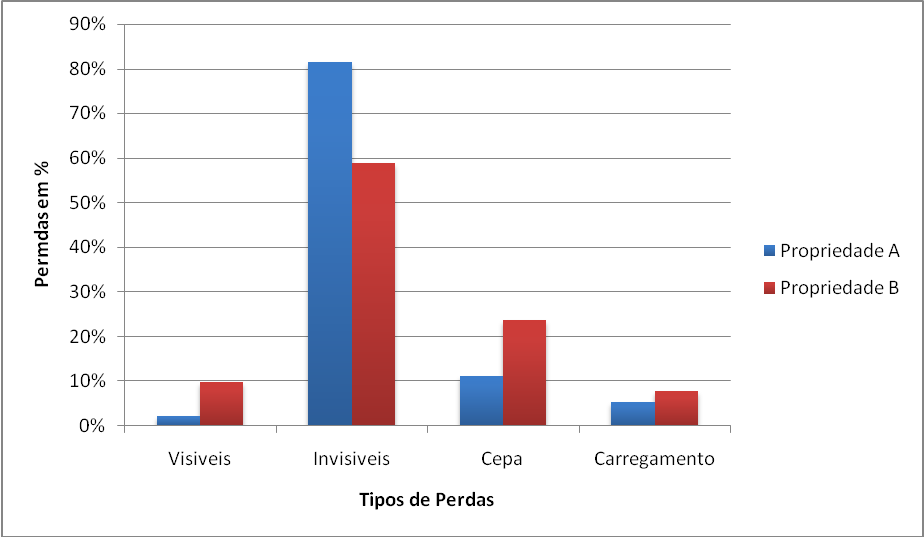 90%
80%
70%
60%
50%
40%
30%
20%
10%
0%
Permdas em %
Visiveis
Invisiveis
Cepa
Carregamento
Tipos de Perdas
Propriedade A
Propriedade B